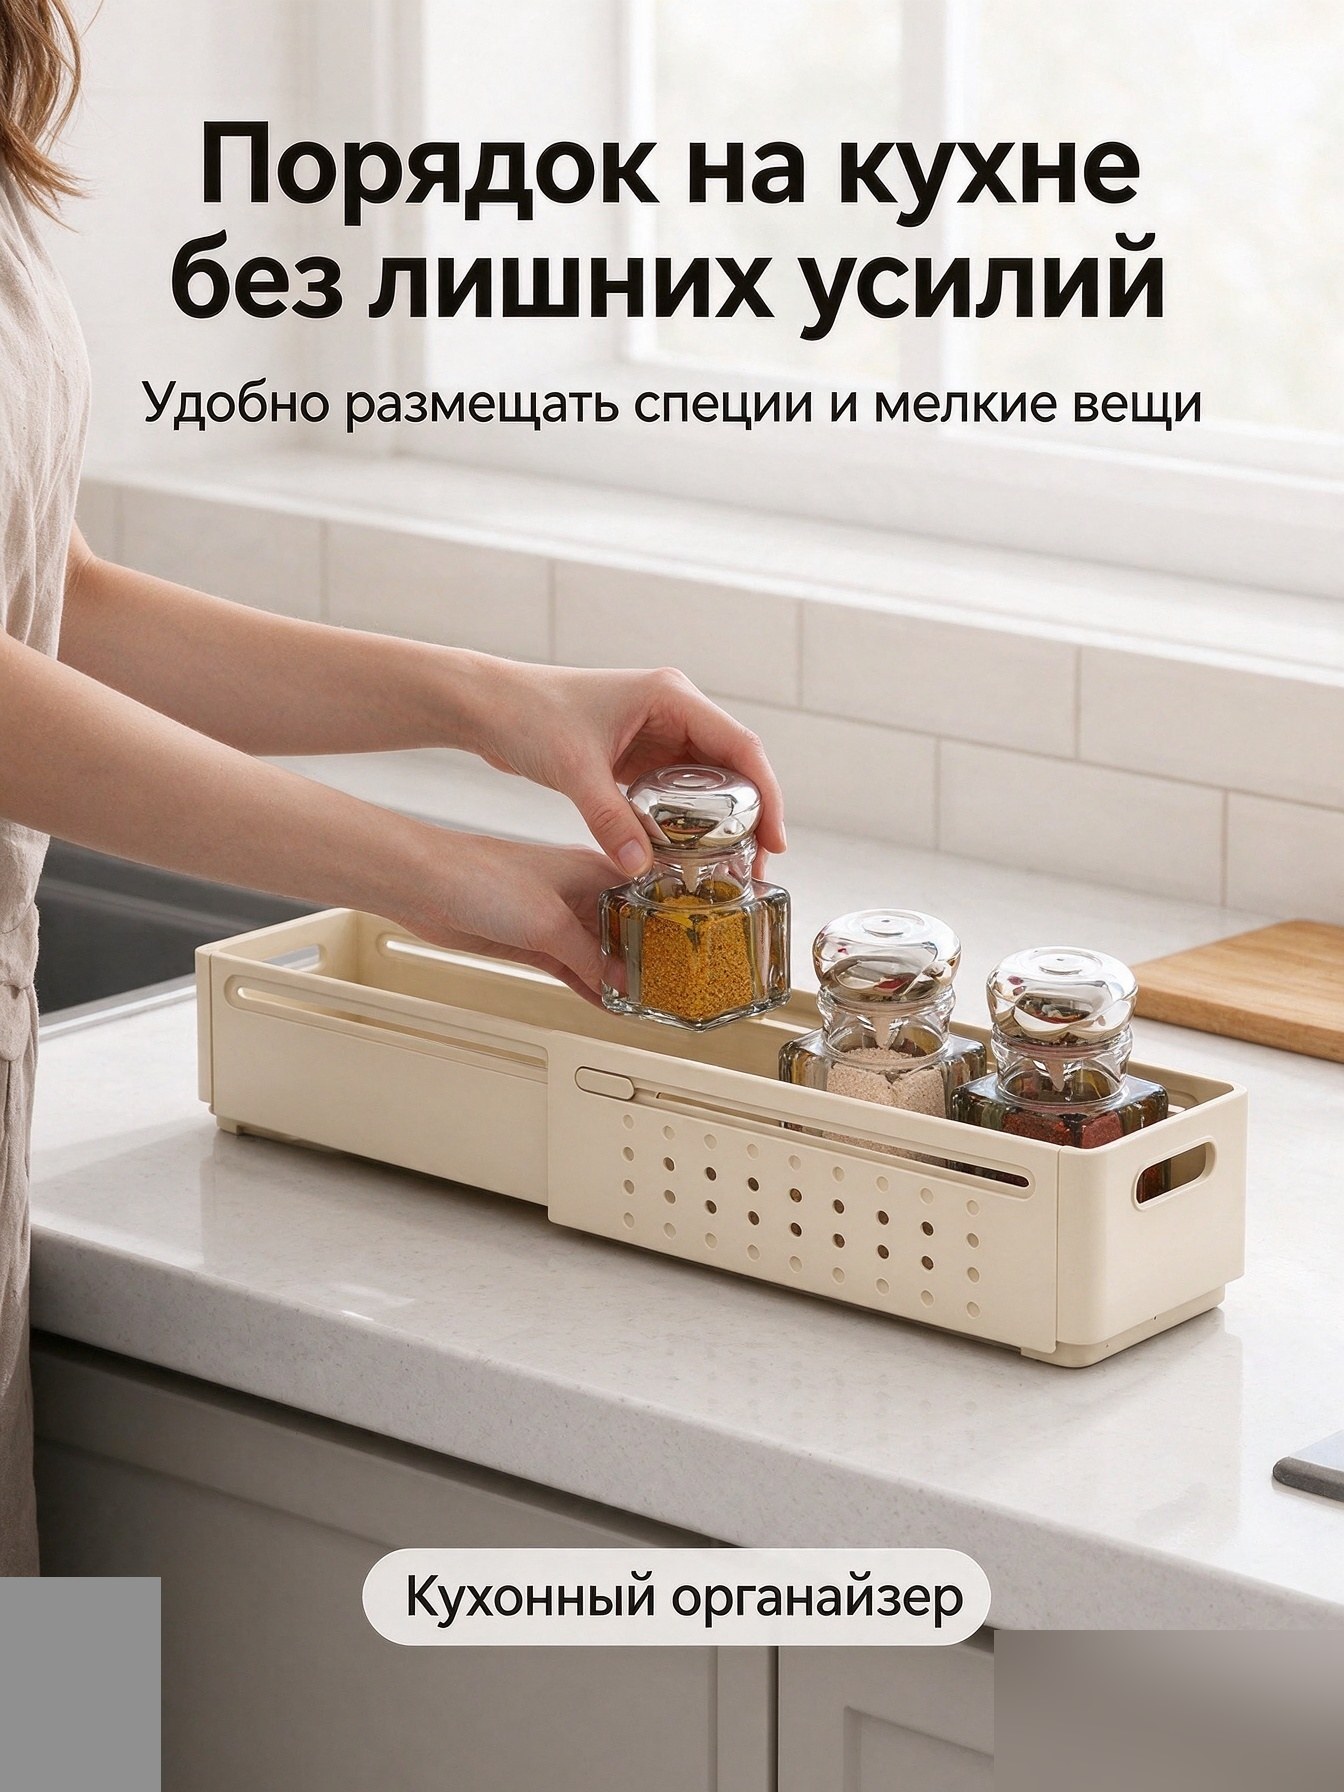 Порядок на кухне
без лишних усилий
Удобно размещать специи и мелкие вещи
Кухонный органайзер